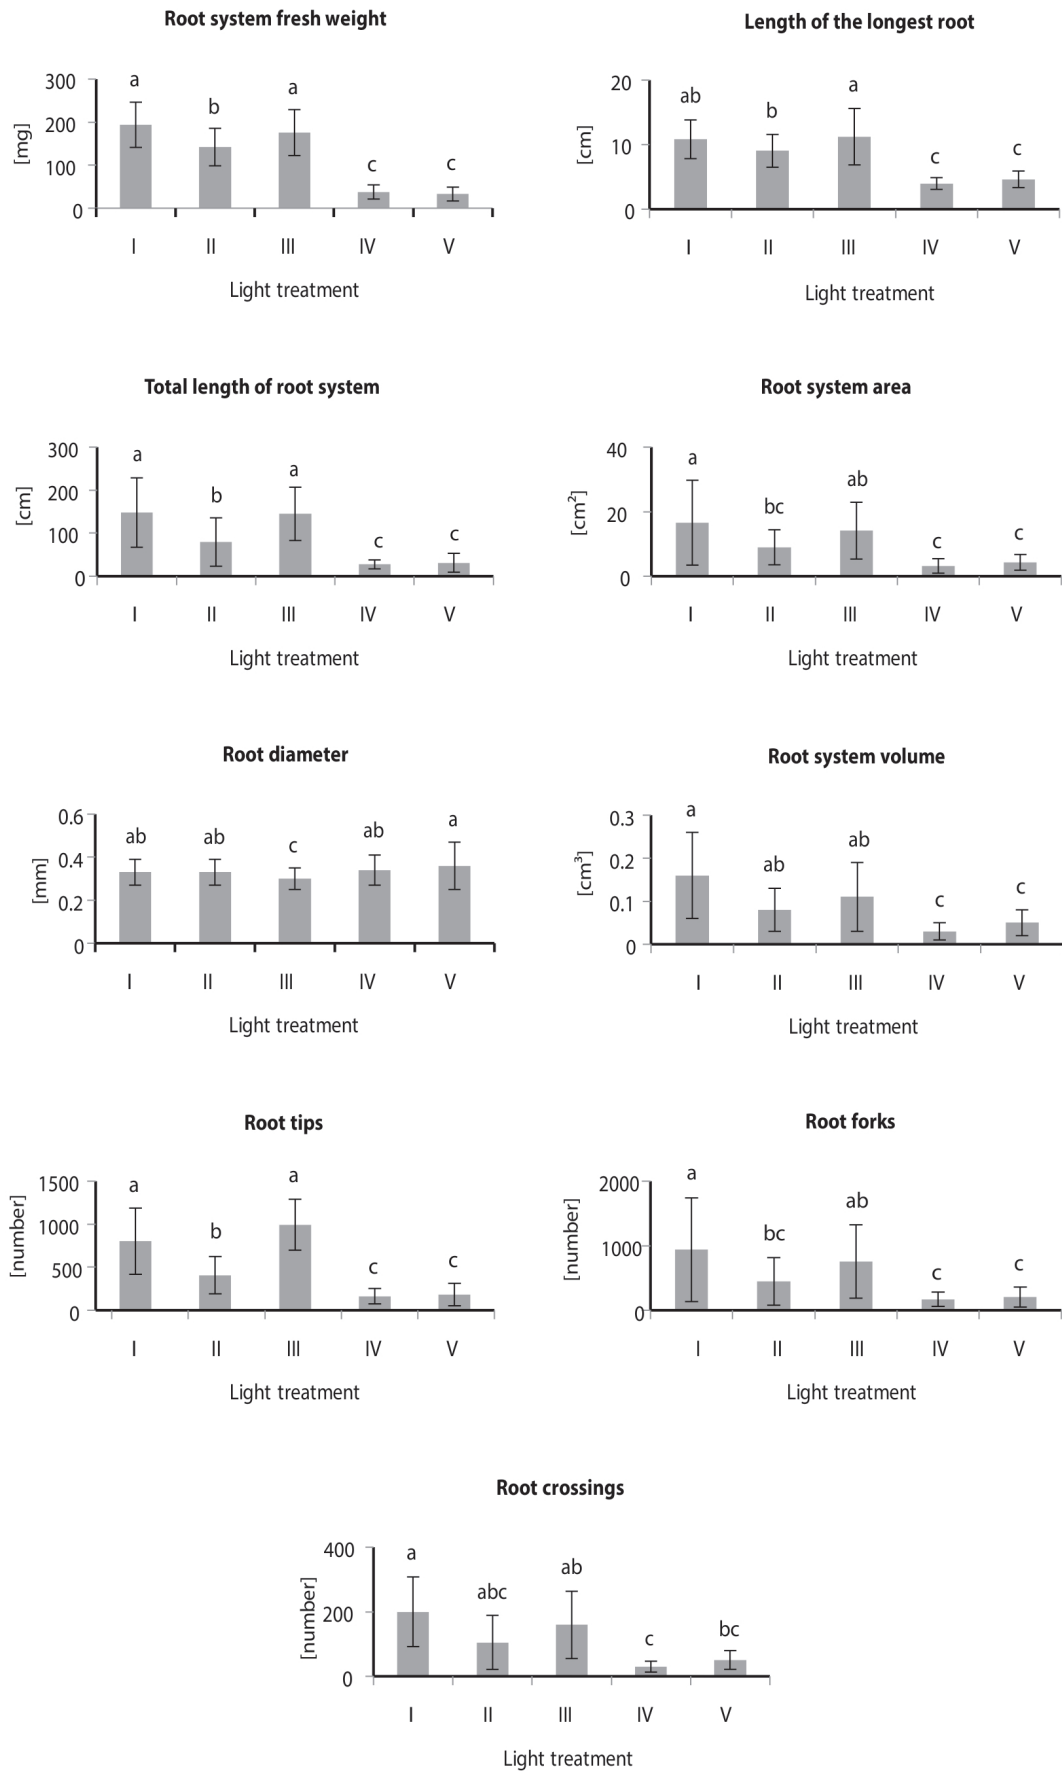 Root system fresh weight
300
200
100
0
[mg]
a
b
a
c
c
I II III IV V
Light treatment
Length of the longest root
20
10
0
[cm]
ab
b
a
c
c
I II III IV V
Light treatment
Total length of root system
300
200
100
0
[cm]
a
b
a
c
c
I II III IV V
Light treatment
Root system area
40
20
0
[cm²]
a
bc
ab
c
c
I II III IV V
Light treatment
Root diameter
0.6
0.4
0.2
0
[mm]
ab
ab
c
ab
a
I II III IV V
Light treatment
Root system volume
0.3
0.2
0.1
0
[cm³]
a
ab
ab
c
c
I II III IV V
Light treatment
Root tips
1500
1000
500
0
[number]
a
b
a
c
c
I II III IV V
Light treatment
Root forks
2000
1000
0
[number]
a
bc
ab
c
c
I II III IV V
Light treatment
Root crossings
400
200
0
[number]
a
abc
ab
c
bc
I II III IV V
Light treatment